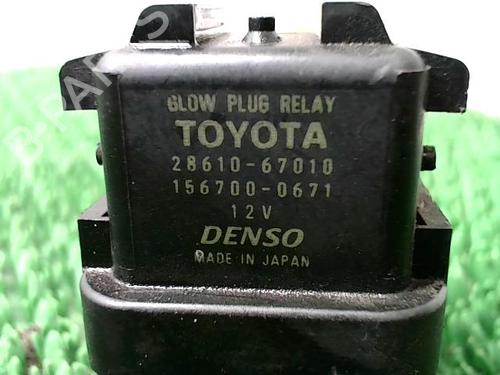 GLOW PLUG RELAY
TOYOTA
28610-67010
156700-0671
12V
DENSO
MADE IN JAPAN